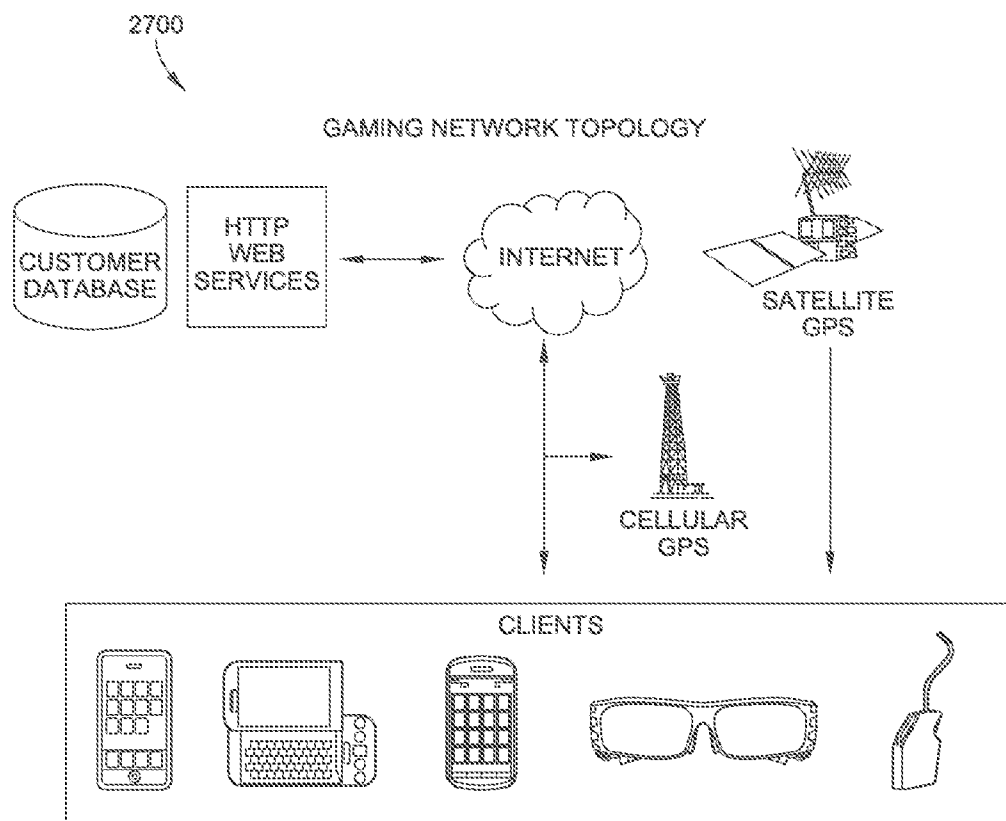 2700
GAMING NETWORK TOPOLOGY
CUSTOMER
DATABASE
HTTP
WEB
SERVICES
INTERNET
SATELLITE
GPS
CELLULAR
GPS
CLIENTS